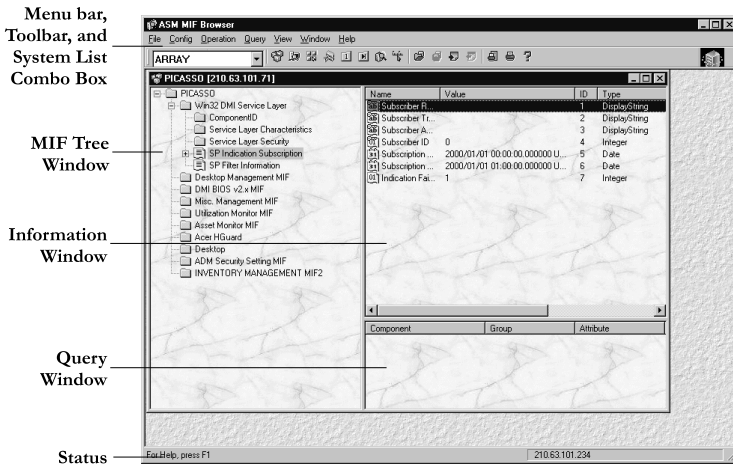 Menu bar,
Toolbar, and
System List
Combo Box
MIF Tree
Window
Information
Window
Query
Window
Status
ASM MIF Browser
File Config Operation Query View Window Help
ARRAY
PICASSO [210.63.101.71]
PICASSO
Win32 DMI Service Layer
ComponentID
Service Layer Characteristics
Service Layer Security
SP Indication Subscription
SP Filter Information
Desktop Management MIF
DMI BIOS v2.x MIF
Misc. Management MIF
Utilization Monitor MIF
Asset Monitor MIF
Acer HGuard
Desktop
ADM Security Setting MIF
INVENTORY MANAGEMENT MIF2
Name Value ID Type
Subscriber R... 1 DisplayString
Subscriber Tr... 2 DisplayString
Subscriber A... 3 DisplayString
Subscriber ID 0 4 Integer
Subscription ... 2000/01/01 00:00:00.000000 U... 5 Date
Subscription ... 2000/01/01 01:00:00.000000 U... 6 Date
Indication Fai... 1 7 Integer
Component Group Attribute
For Help, press F1 210.63.101.234